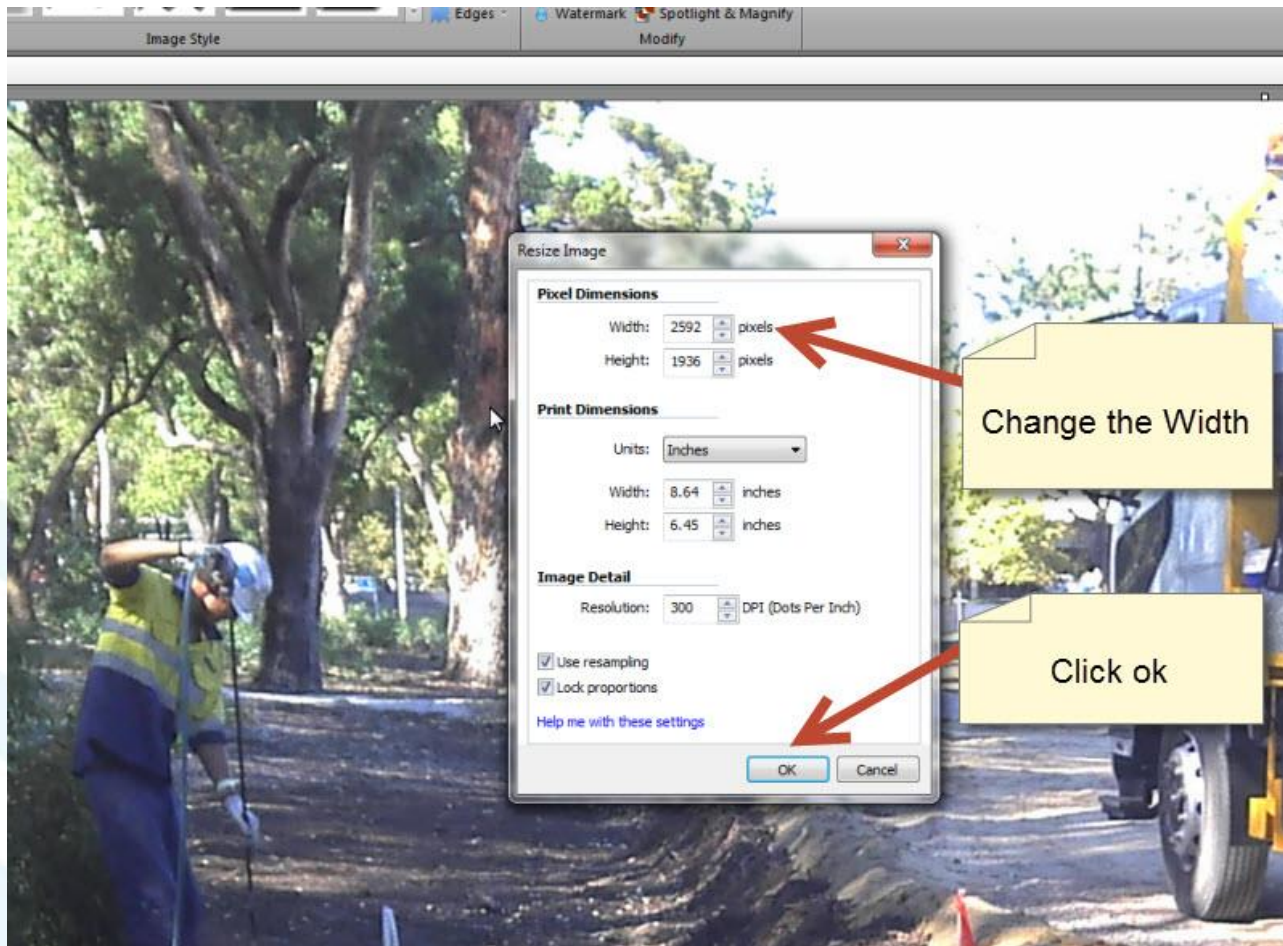 Edges
Watermark Spotlight & Magnify
Image Style
Modify
Resize Image
Pixel Dimensions
Width: 2592 pixels
Height: 1936 pixels
Print Dimensions
Units: Inches
Width: 8.64 inches
Height: 6.45 inches
Image Detail
Resolution: 300 DPI (Dots Per Inch)
Use resampling
Lock proportions
Help me with these settings
OK Cancel
Change the Width
Click ok